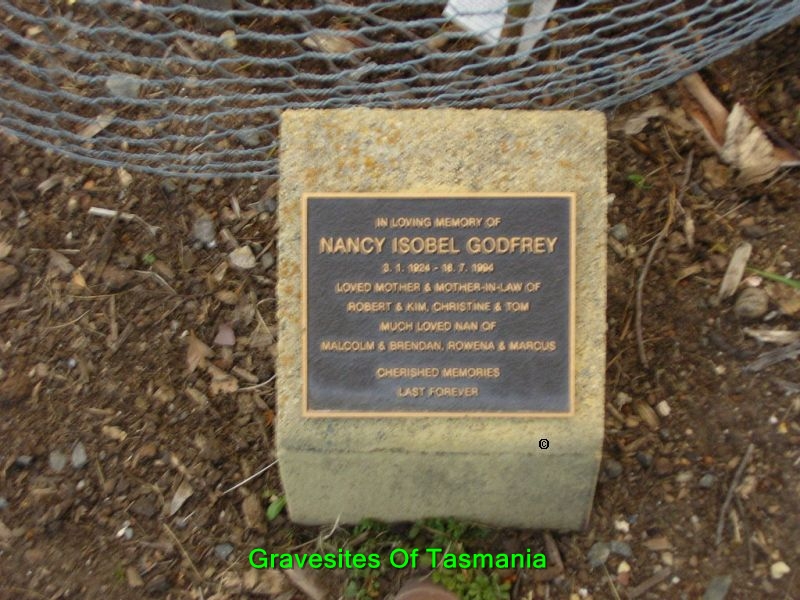 IN LOVING MEMORY OF
NANCY ISOBEL GODFREY
3. 1. 1924 - 16. 7. 1994
LOVED MOTHER & MOTHER-IN-LAW OF
ROBERT & KIM, CHRISTINE & TOM
MUCH LOVED NAN OF
MALCOLM & BRENDAN, ROWENA & MARCUS
CHERISHED MEMORIES
LAST FOREVER
©
Gravesites Of Tasmania